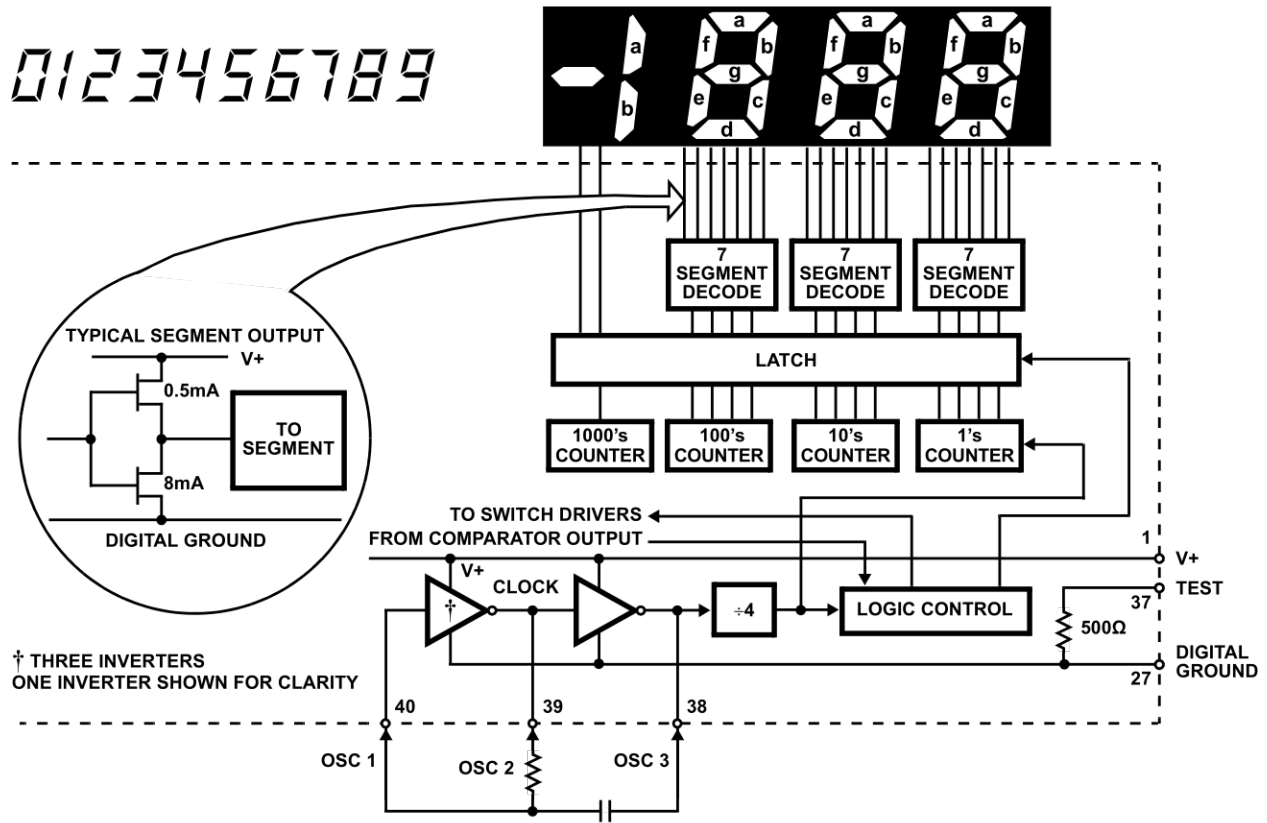 0123456789
a
b
a
f
b
g
e
c
d
a
f
b
g
e
c
d
a
f
b
g
e
c
d
7
SEGMENT
DECODE
7
SEGMENT
DECODE
7
SEGMENT
DECODE
TYPICAL SEGMENT OUTPUT
V+
0.5mA
TO
SEGMENT
8mA
DIGITAL GROUND
LATCH
1000's
COUNTER
100's
COUNTER
10's
COUNTER
1's
COUNTER
TO SWITCH DRIVERS
FROM COMPARATOR OUTPUT
1
V+
V+
CLOCK
†
÷4
LOGIC CONTROL
TEST
37
500Ω
DIGITAL
GROUND
27
† THREE INVERTERS
ONE INVERTER SHOWN FOR CLARITY
40
39
38
OSC 1
OSC 2
OSC 3